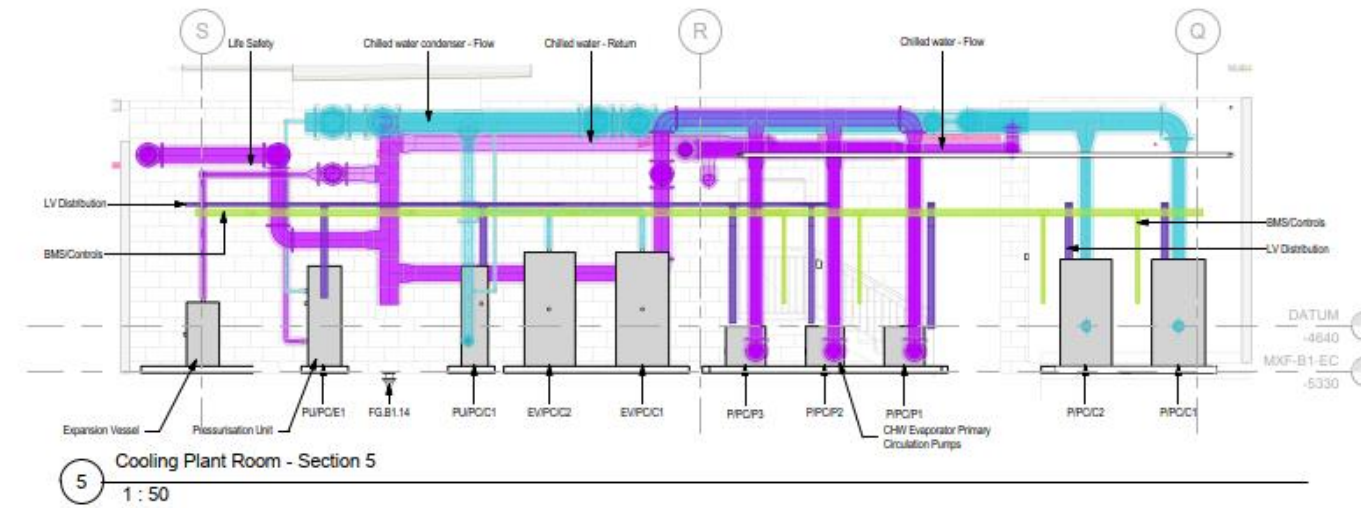 S
R
Q
Life Safety
Chilled water condenser - Flow
Chilled water - Return
Chilled water - Flow
LV Distribution
BMS/Controls
BMS/Controls
LV Distribution
DATUM
-4640
MXF-B1-EC
-5330
PU/PC/E1
FG.B1.14
PU/PC/C1
EV/PC/C2
EV/PC/C1
P/PC/P3
P/PC/P2
P/PC/P1
P/PC/C2
P/PC/C1
Expansion Vessel
Pressurisation Unit
CHW Evaporator Primary
Circulation Pumps
5
Cooling Plant Room - Section 5
1 : 50